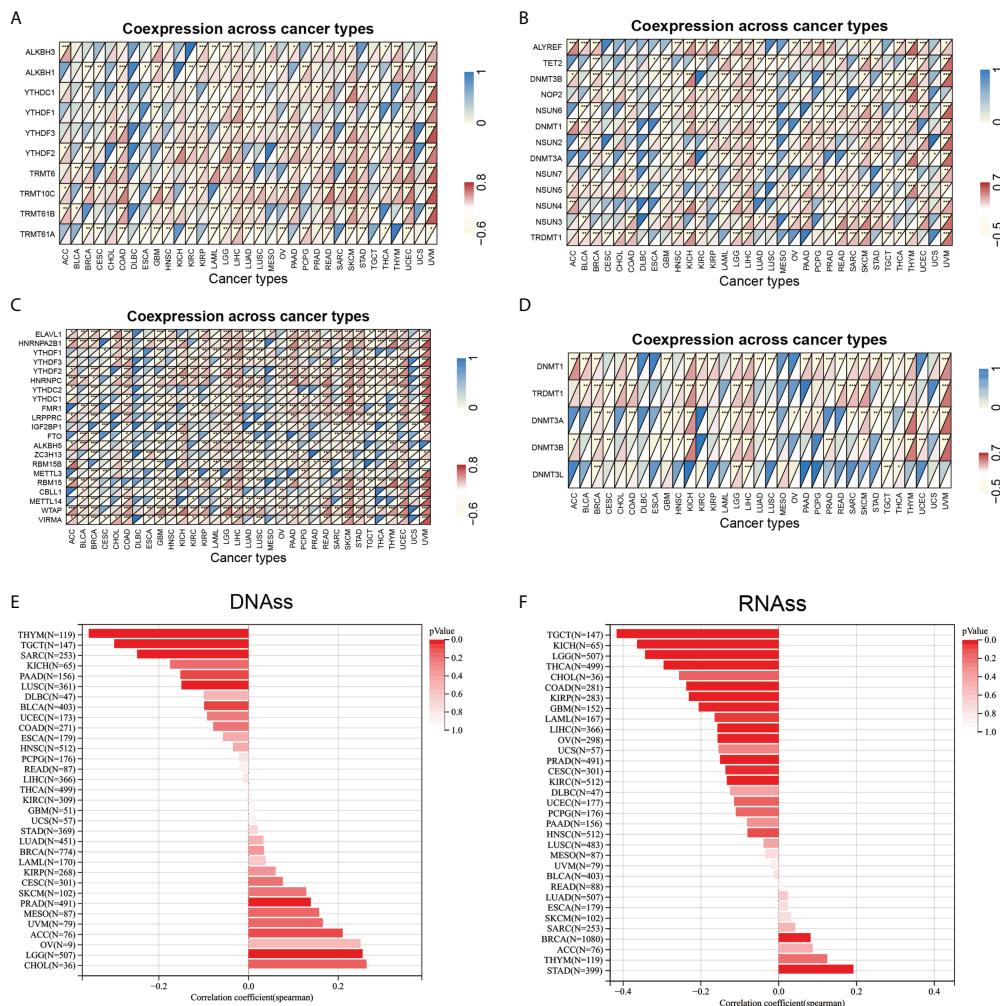 A
Coexpression across cancer types
ALKBH3
ALKBH1
YTHDC1
YTHDF1
YTHDF3
YTHDF2
TRMT6
TRMT10C
TRMT61B
TRMT61A
ACC
BLCA
BRCA
CESC
CHOL
COAD
DLBC
ESCA
GBM
HNSC
KICH
KIRC
KIRP
LAML
LGG
LIHC
LUAD
LUSC
MESO
OV
PAAD
PCPG
PRAD
READ
SARC
SKCM
STAD
TGCT
THCA
THYM
UCEC
UCS
UVM
Cancer types
1
0
0.8
−0.6
B
Coexpression across cancer types
ALYREF
TET2
DNMT3B
NOP2
NSUN6
DNMT1
NSUN2
DNMT3A
NSUN7
NSUN5
NSUN4
NSUN3
TRDMT1
ACC
BLCA
BRCA
CESC
CHOL
COAD
DLBC
ESCA
GBM
HNSC
KICH
KIRC
KIRP
LAML
LGG
LIHC
LUAD
LUSC
MESO
OV
PAAD
PCPG
PRAD
READ
SARC
SKCM
STAD
TGCT
THCA
THYM
UCEC
UCS
UVM
Cancer types
1
0
0.7
−0.5
C
Coexpression across cancer types
ELAVL1
HNRNPA2B1
YTHDF1
YTHDF3
YTHDF2
HNRNPC
YTHDC2
YTHDC1
FMR1
LRPPRC
IGF2BP1
FTO
ALKBH5
ZC3H13
RBM15B
METTL3
RBM15
CBLL1
METTL14
WTAP
VIRMA
ACC
BLCA
BRCA
CESC
CHOL
COAD
DLBC
ESCA
GBM
HNSC
KICH
KIRC
KIRP
LAML
LGG
LIHC
LUAD
LUSC
MESO
OV
PAAD
PCPG
PRAD
READ
SARC
SKCM
STAD
TGCT
THCA
THYM
UCEC
UCS
UVM
Cancer types
1
0
0.8
−0.6
D
Coexpression across cancer types
DNMT1
TRDMT1
DNMT3A
DNMT3B
DNMT3L
ACC
BLCA
BRCA
CESC
CHOL
COAD
DLBC
ESCA
GBM
HNSC
KICH
KIRC
KIRP
LAML
LGG
LIHC
LUAD
LUSC
MESO
OV
PAAD
PCPG
PRAD
READ
SARC
SKCM
STAD
TGCT
THCA
THYM
UCEC
UCS
UVM
Cancer types
1
0
0.7
−0.5
E
DNAss
THYM(N=119)
TGCT(N=147)
SARC(N=253)
KICH(N=65)
PAAD(N=156)
LUSC(N=361)
DLBC(N=47)
BLCA(N=403)
UCEC(N=173)
COAD(N=271)
ESCA(N=179)
HNSC(N=512)
PCPG(N=176)
READ(N=87)
LIHC(N=366)
THCA(N=499)
KIRC(N=309)
GBM(N=51)
UCS(N=57)
STAD(N=369)
LUAD(N=451)
BRCA(N=774)
LAML(N=170)
KIRP(N=268)
CESC(N=301)
SKCM(N=102)
PRAD(N=491)
MESO(N=87)
UVM(N=79)
ACC(N=76)
OV(N=9)
LGG(N=507)
CHOL(N=36)
−0.2
0.0
0.2
Correlation coefficient(spearman)
pValue
0.0
0.2
0.4
0.6
0.8
1.0
F
RNAss
TGCT(N=147)
KICH(N=65)
LGG(N=507)
THCA(N=499)
CHOL(N=36)
COAD(N=281)
KIRP(N=283)
GBM(N=152)
LAML(N=167)
LIHC(N=366)
OV(N=298)
UCS(N=57)
PRAD(N=491)
CESC(N=301)
KIRC(N=512)
DLBC(N=47)
UCEC(N=177)
PCPG(N=176)
PAAD(N=156)
HNSC(N=512)
LUSC(N=483)
MESO(N=87)
UVM(N=79)
BLCA(N=403)
READ(N=88)
LUAD(N=507)
ESCA(N=179)
SKCM(N=102)
SARC(N=253)
BRCA(N=1080)
ACC(N=76)
THYM(N=119)
STAD(N=399)
−0.4
−0.2
0.0
0.2
0.4
Correlation coefficient(spearman)
pValue
0.0
0.2
0.4
0.6
0.8
1.0